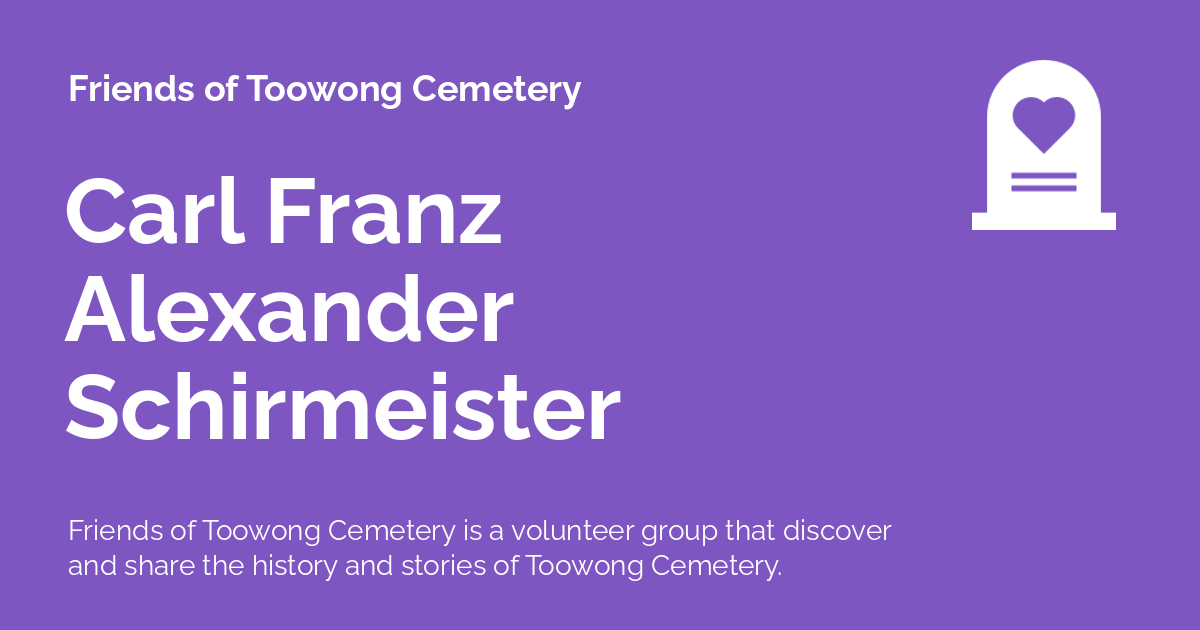 Friends of Toowong Cemetery
Carl Franz
Alexander
Schirmeister
Friends of Toowong Cemetery is a volunteer group that discover
and share the history and stories of Toowong Cemetery.